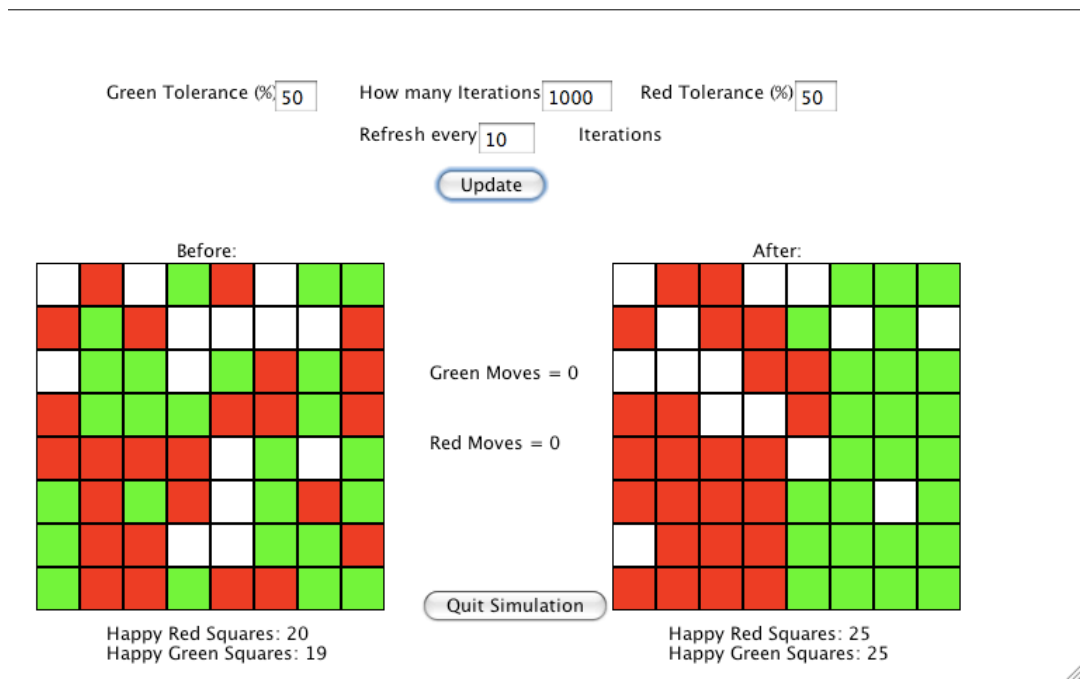 Green Tolerance (%) 50 How many Iterations 1000 Red Tolerance (%) 50
Refresh every 10 Iterations
Update
Before:
After:
Green Moves = 0
Red Moves = 0
Quit Simulation
Happy Red Squares: 20
Happy Green Squares: 19
Happy Red Squares: 25
Happy Green Squares: 25